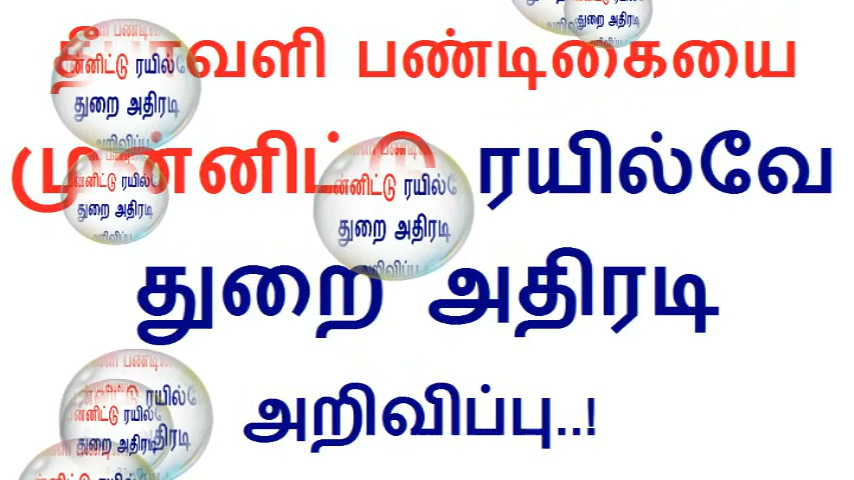 தீபாவளி பண்டிகையை
முன்னிட்டு ரயில்வே
துறை அதிரடி
அறிவிப்பு..!